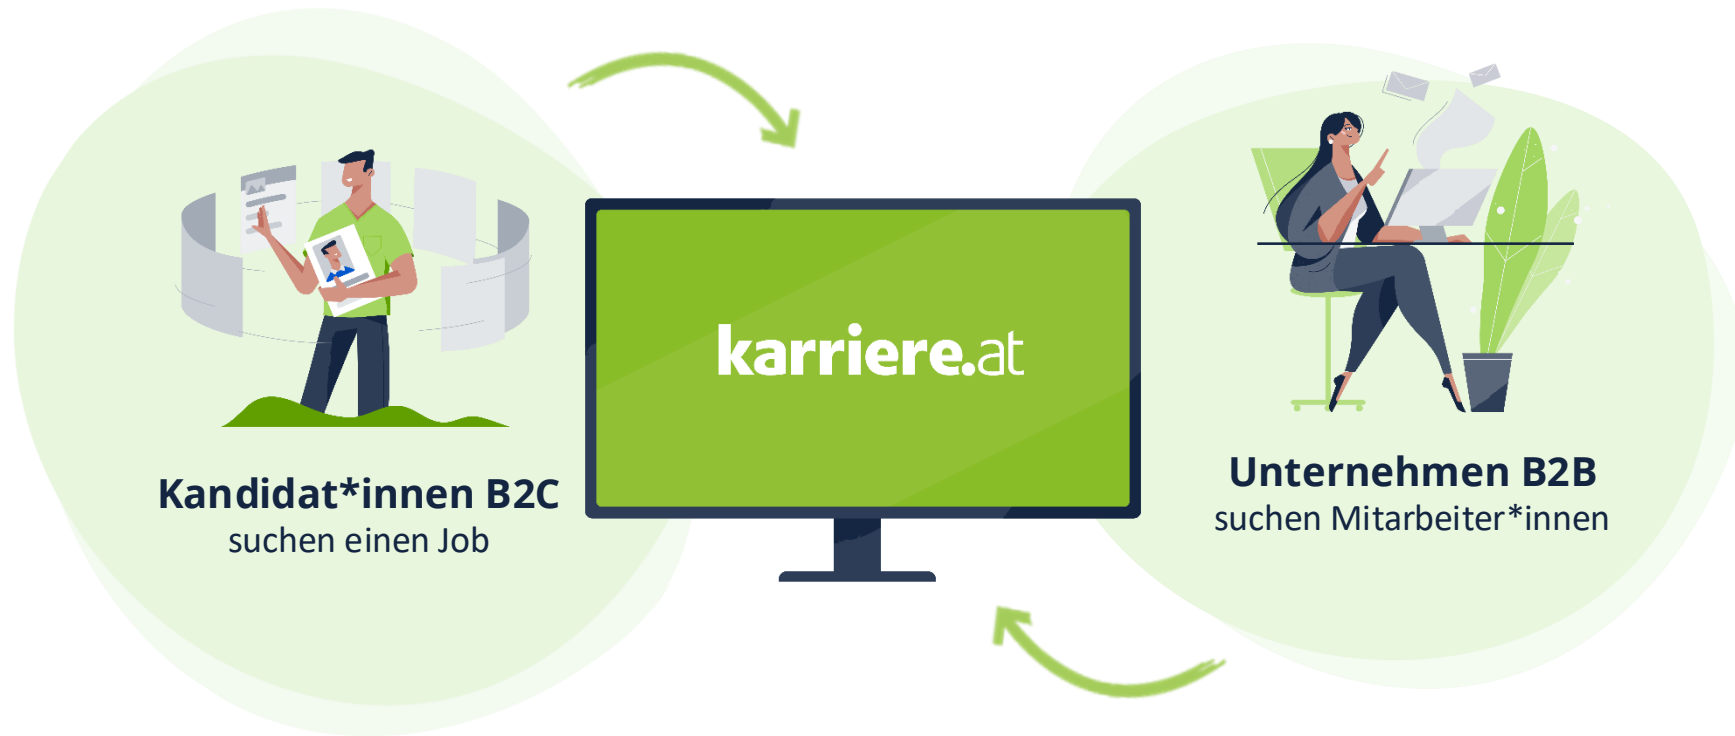 karriere.at
Kandidat*innen B2C
suchen einen Job
Unternehmen B2B
suchen Mitarbeiter*innen